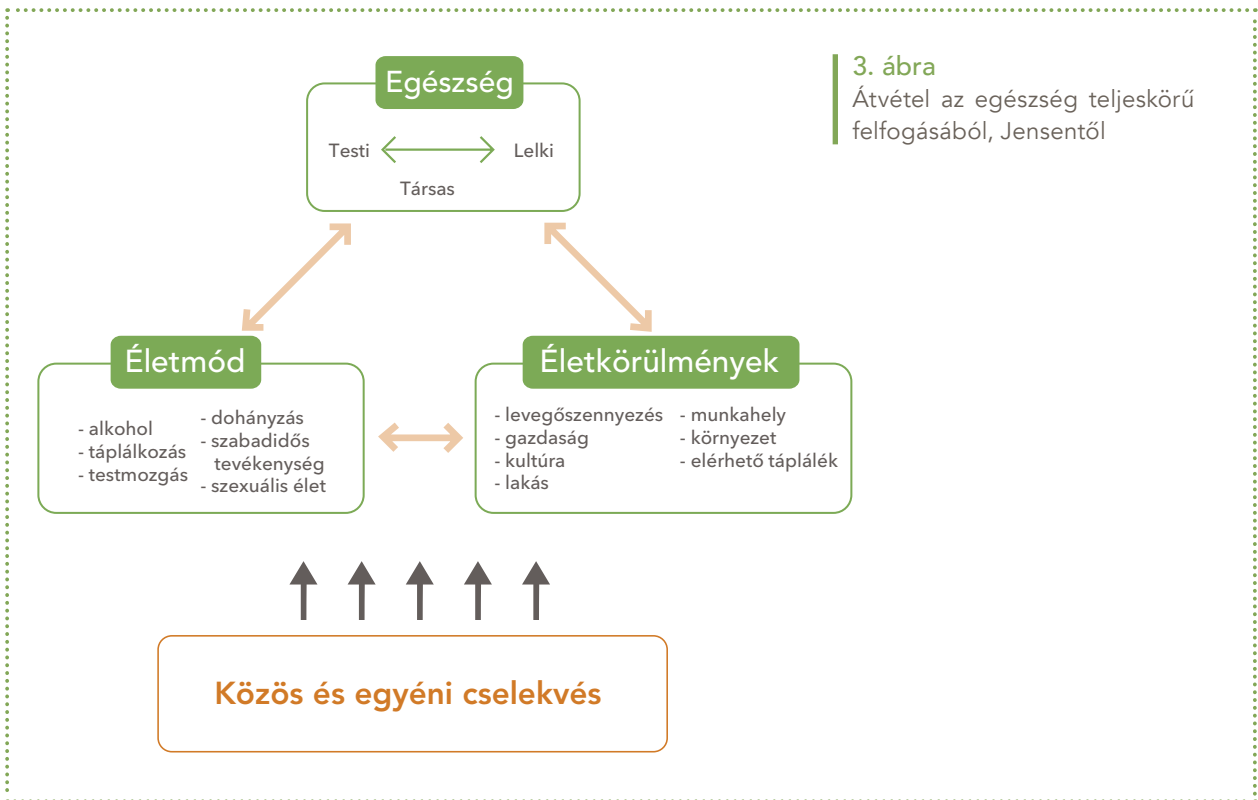 Egészség
Testi
Lelki
Társas
3. ábra
Átvétel az egészség teljeskörű
felfogásából, Jensentől
Életmód
- alkohol
- táplálkozás
- testmozgás
- dohányzás
- szabadidős
tevékenység
- szexuális élet
Életkörülmények
- levegőszennyezés
- gazdaság
- kultúra
- lakás
- munkahely
- környezet
- elérhető táplálék
Közös és egyéni cselekvés